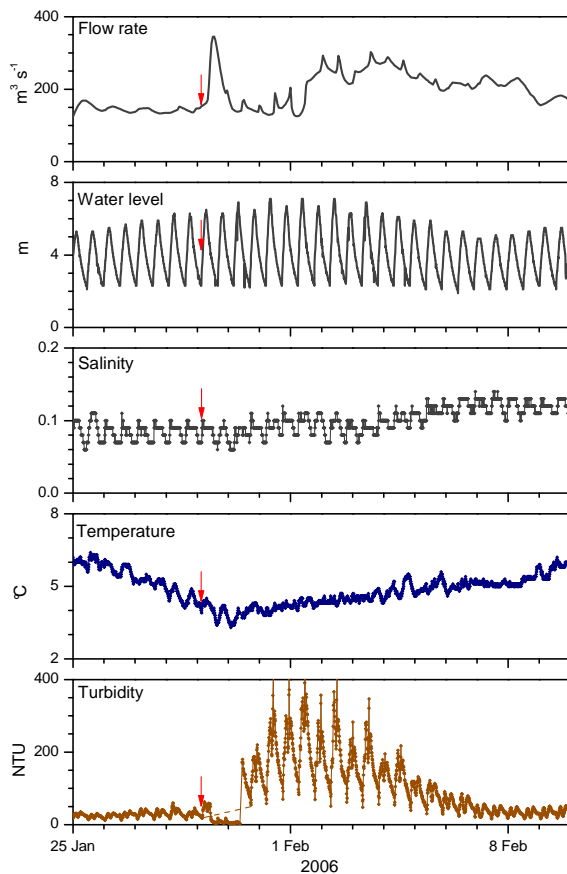 400
Flow rate
m³ s⁻¹
200
0
8
Water level
m
4
0
0.2
Salinity
0.1
0.0
8
Temperature
°C
5
2
400
Turbidity
NTU
200
0
25 Jan 1 Feb 8 Feb
2006